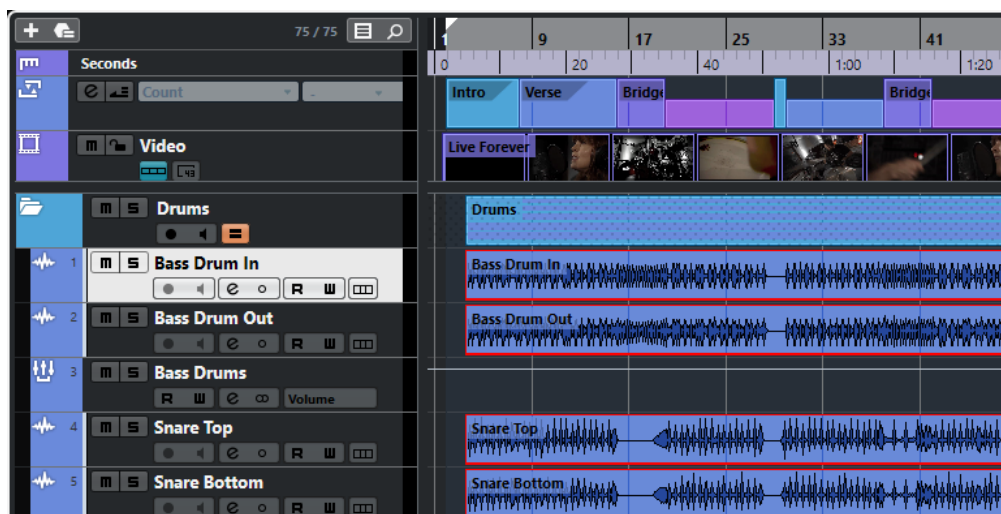 75 / 75
1 9 17 25 33 41
Seconds
0 20 40 1:00 1:20
e Count -
Intro Verse Bridge Bridge
m Video
Live Forever
43
m S Drums
Drums
1 m S Bass Drum In
Bass Drum In
e R W
2 m S Bass Drum Out
Bass Drum Out
e R W
3 m S Bass Drums
R W e Volume
4 m S Snare Top
Snare Top
e R W
5 m S Snare Bottom
Snare Bottom
e R W